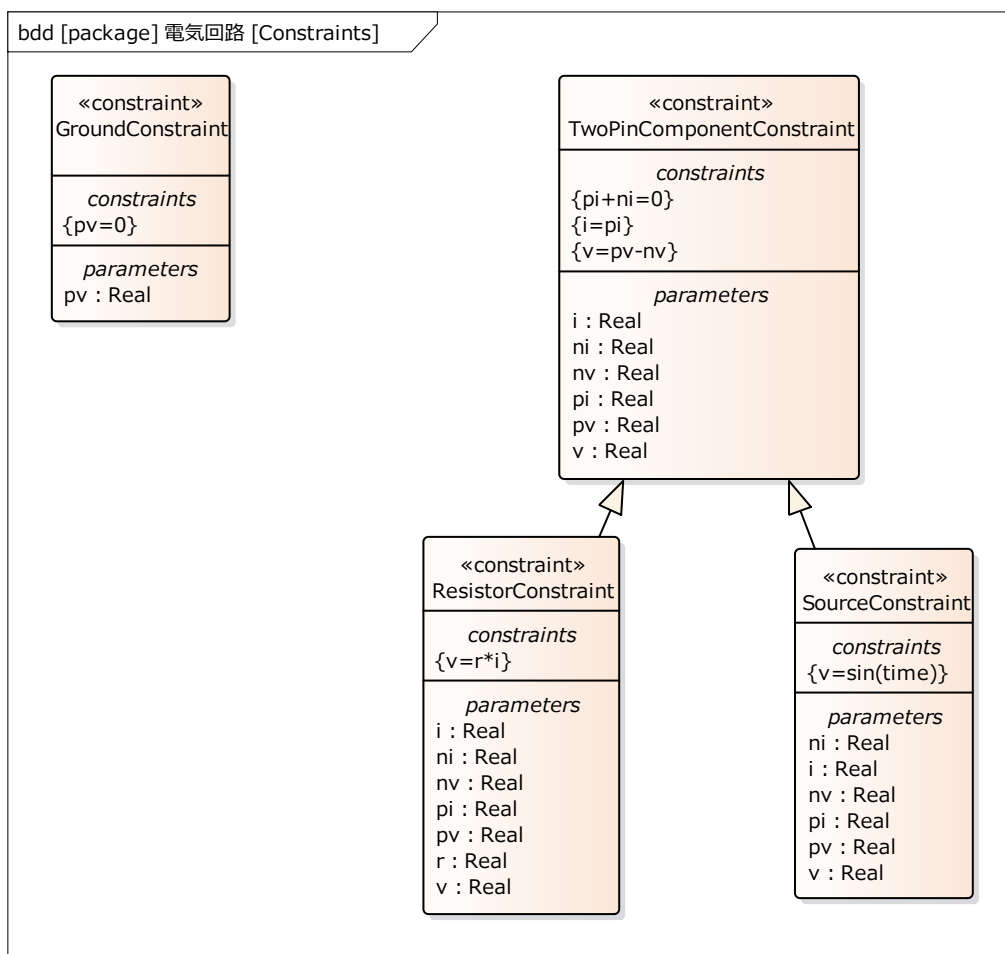 bdd [package] 電気回路 [Constraints]
«constraint»
GroundConstraint
constraints
{pv=0}
parameters
pv : Real
«constraint»
TwoPinComponentConstraint
constraints
{pi+ni=0}
{i=pi}
{v=pv-nv}
parameters
i : Real
ni : Real
nv : Real
pi : Real
pv : Real
v : Real
«constraint»
ResistorConstraint
constraints
{v=r*i}
parameters
i : Real
ni : Real
nv : Real
pi : Real
pv : Real
r : Real
v : Real
«constraint»
SourceConstraint
constraints
{v=sin(time)}
parameters
ni : Real
i : Real
nv : Real
pi : Real
pv : Real
v : Real